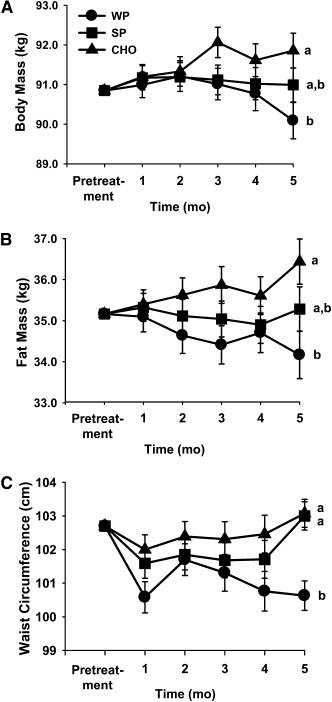 A
WP
SP
CHO
Body Mass (kg)
93.0
92.0
91.0
90.0
89.0
a
a,b
b
Pretreat-
ment
1 2 3 4 5
Time (mo)
B
Fat Mass (kg)
37.0
36.0
35.0
34.0
33.0
a
a,b
b
Pretreat-
ment
1 2 3 4 5
Time (mo)
C
Waist Circumference (cm)
104
103
102
101
100
99
a
a
b
Pretreat-
ment
1 2 3 4 5
Time (mo)